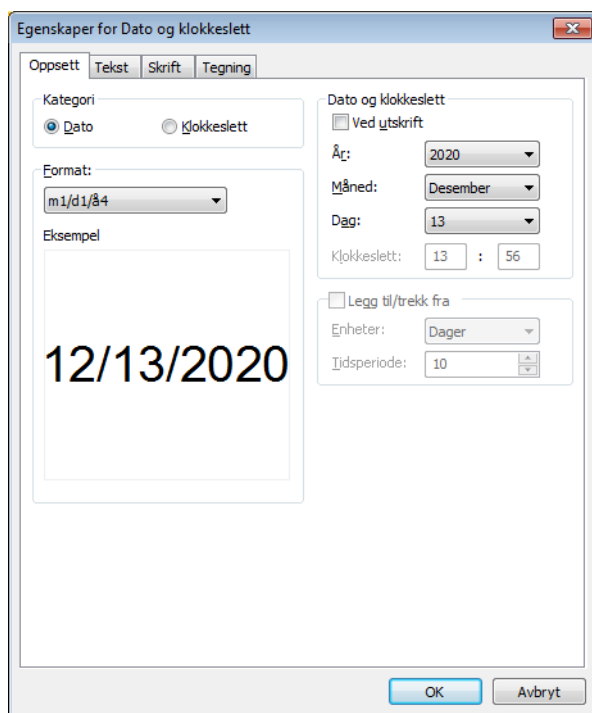 Egenskaper for Dato og klokkeslett
Oppsett Tekst Skrift Tegning
Kategori
Dato Klokkeslett
Format:
m1/d1/å4
Eksempel
12/13/2020
Dato og klokkeslett
Ved utskrift
År: 2020
Måned: Desember
Dag: 13
Klokkeslett: 13 : 56
Legg til/trekk fra
Enheter: Dager
Tidsperiode: 10
OK Avbryt